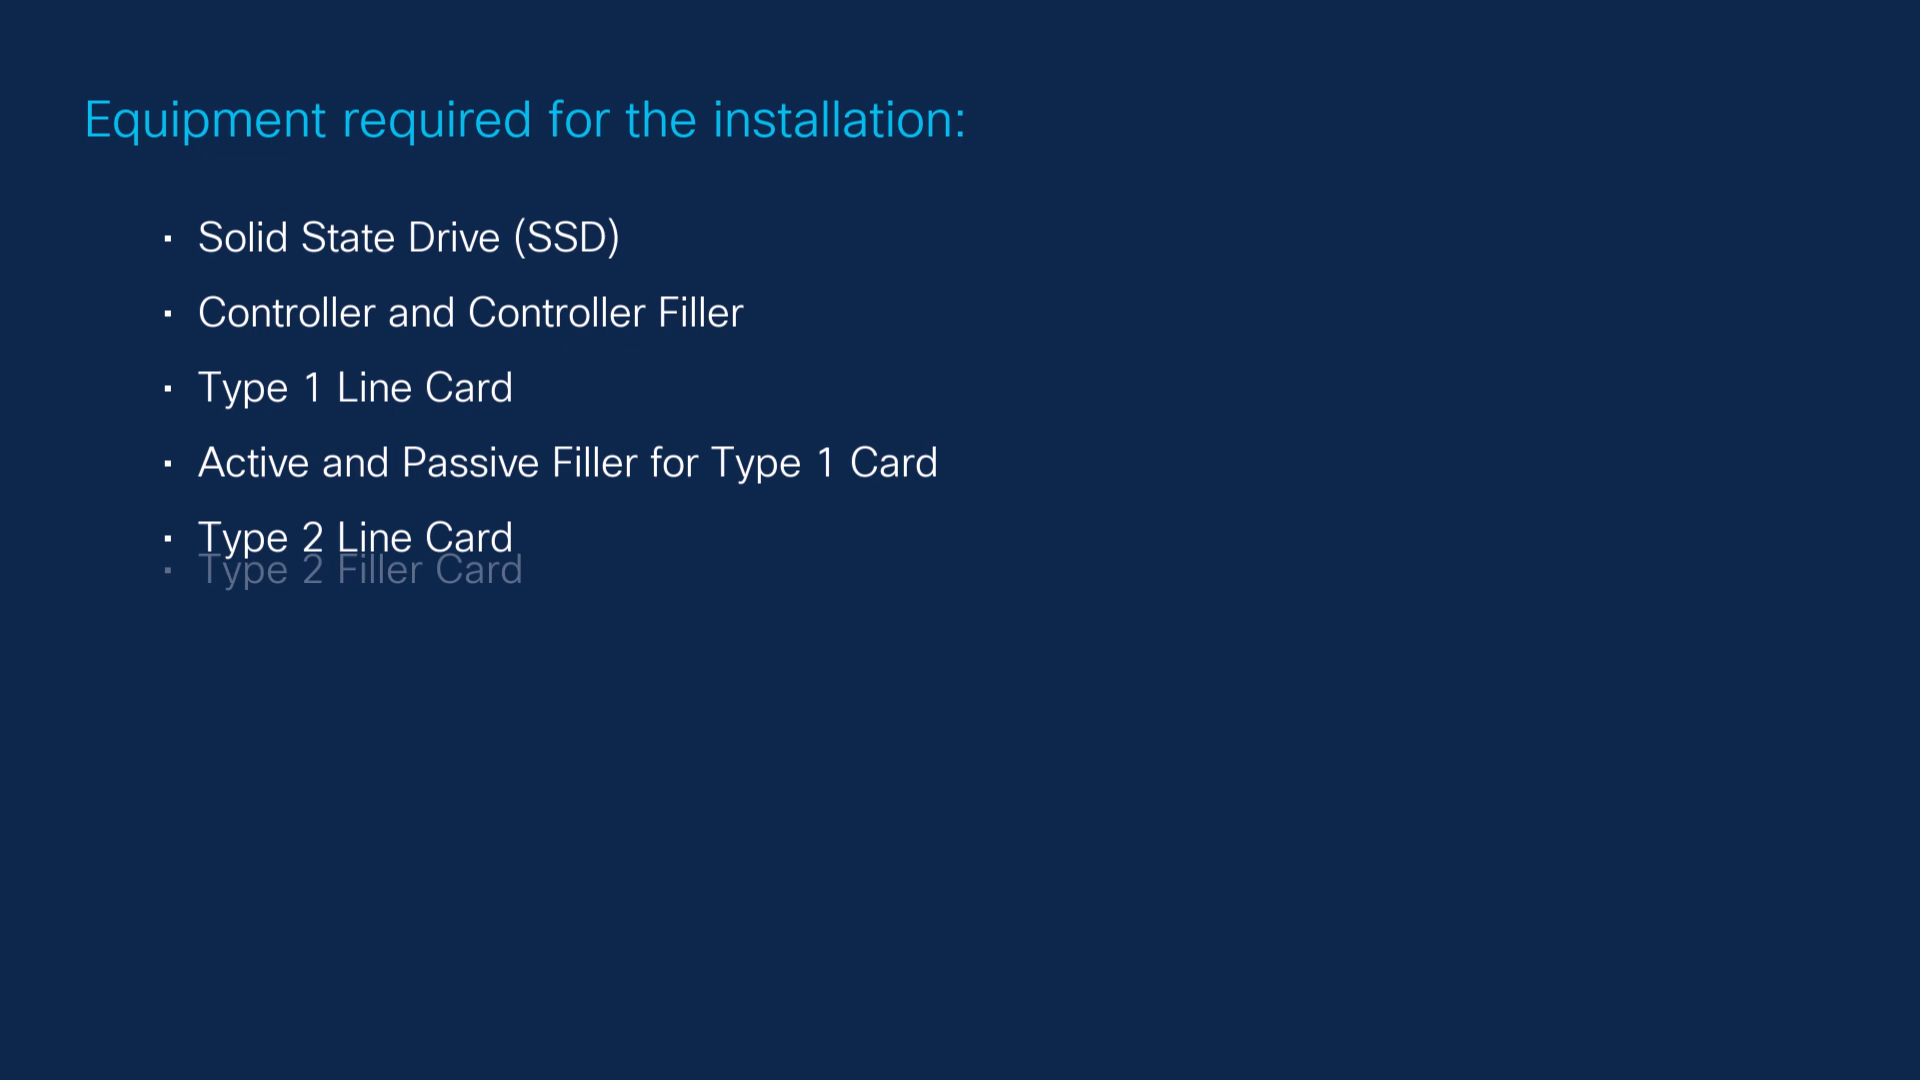 Equipment required for the installation:
▪ Solid State Drive (SSD)
▪ Controller and Controller Filler
▪ Type 1 Line Card
▪ Active and Passive Filler for Type 1 Card
▪ Type 2 Line Card
▪ Type 2 Filler Card